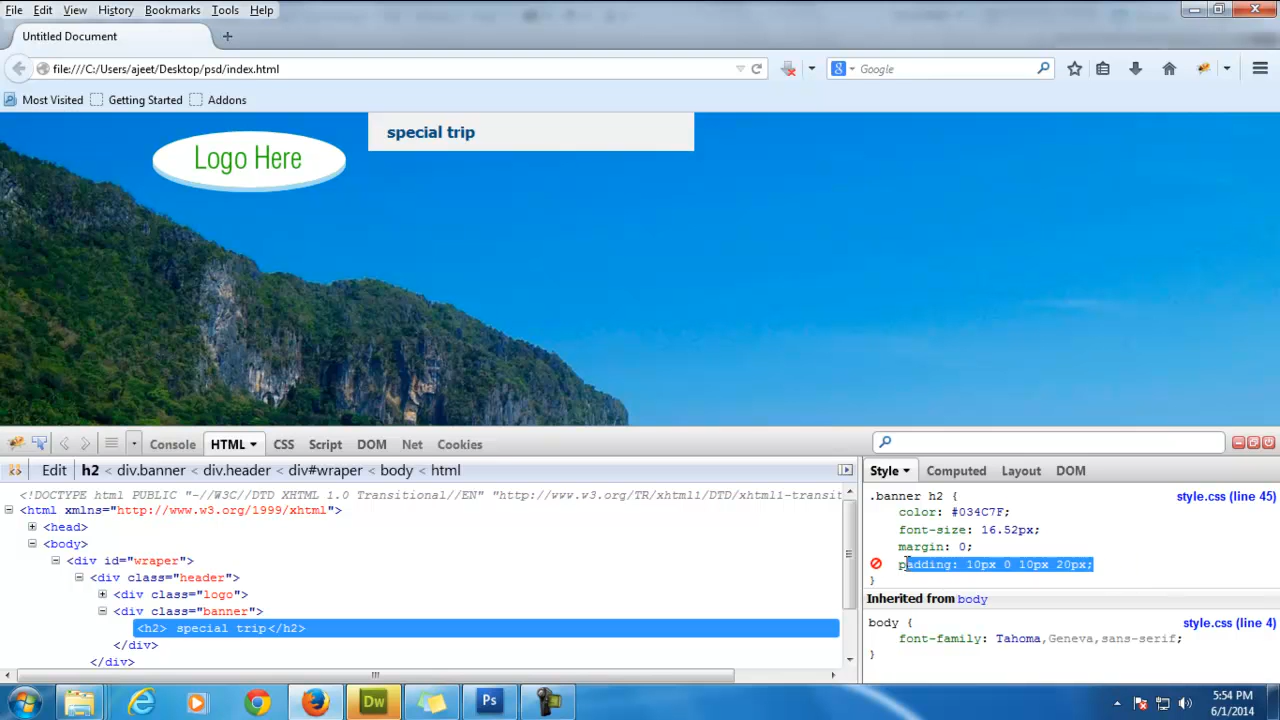 File Edit View History Bookmarks Tools Help
Untitled Document
file:///C:/Users/ajeet/Desktop/psd/index.html
Google
Most Visited Getting Started Addons
Logo Here
special trip
Console HTML CSS Script DOM Net Cookies
Edit h2 < div.banner < div.header < div#wraper < body < html
Style Computed Layout DOM
<!DOCTYPE html PUBLIC "-//W3C//DTD XHTML 1.0 Transitional//EN" "http://www.w3.org/TR/xhtml1/DTD/xhtml1-transit
<html xmlns="http://www.w3.org/1999/xhtml">
<head>
<body>
<div id="wraper">
<div class="header">
<div class="logo">
<div class="banner">
<h2> special trip</h2>
</div>
</div>
.banner h2 { style.css (line 45)
color: #034C7F;
font-size: 16.52px;
margin: 0;
padding: 10px 0 10px 20px;
}
Inherited from body
body { style.css (line 4)
font-family: Tahoma,Geneva,sans-serif;
}
Dw
Ps
5:54 PM
6/1/2014